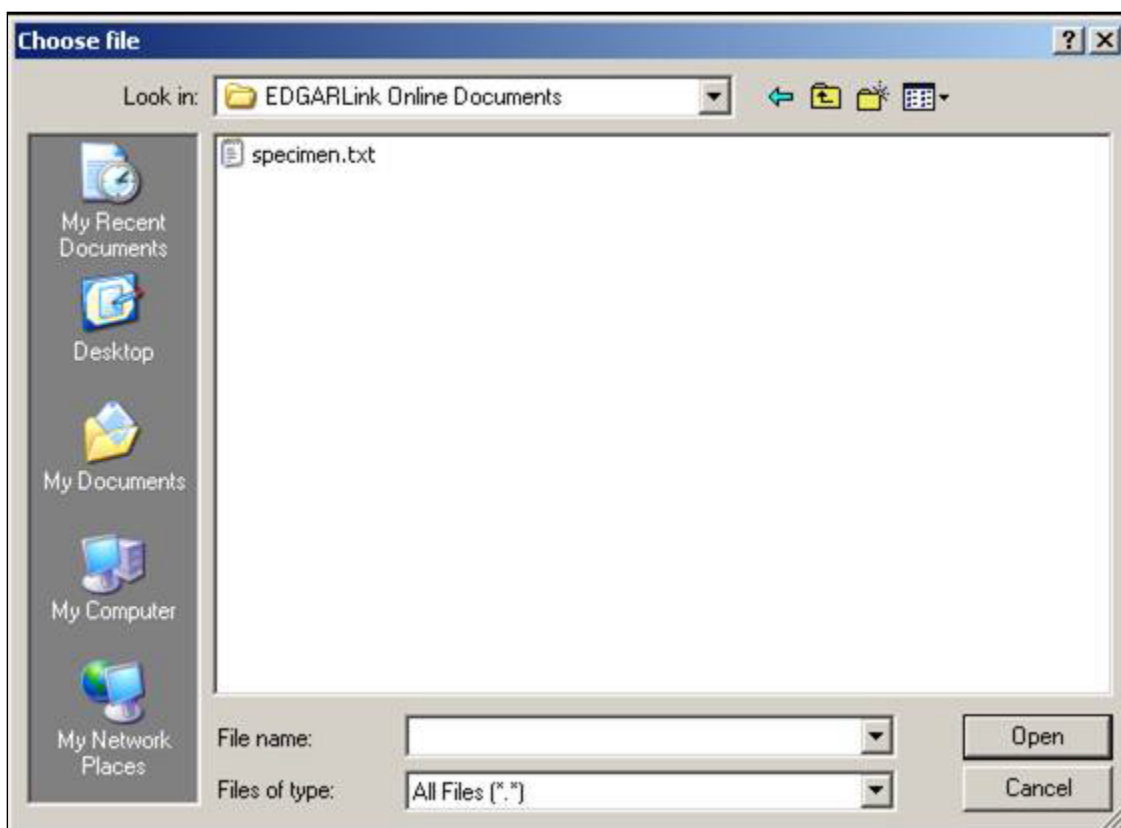 Choose file
Look in:
EDGARLink Online Documents
specimen.txt
My Recent
Documents
Desktop
My Documents
My Computer
My Network
Places
File name:
Open
Files of type:
All Files (*.*)
Cancel